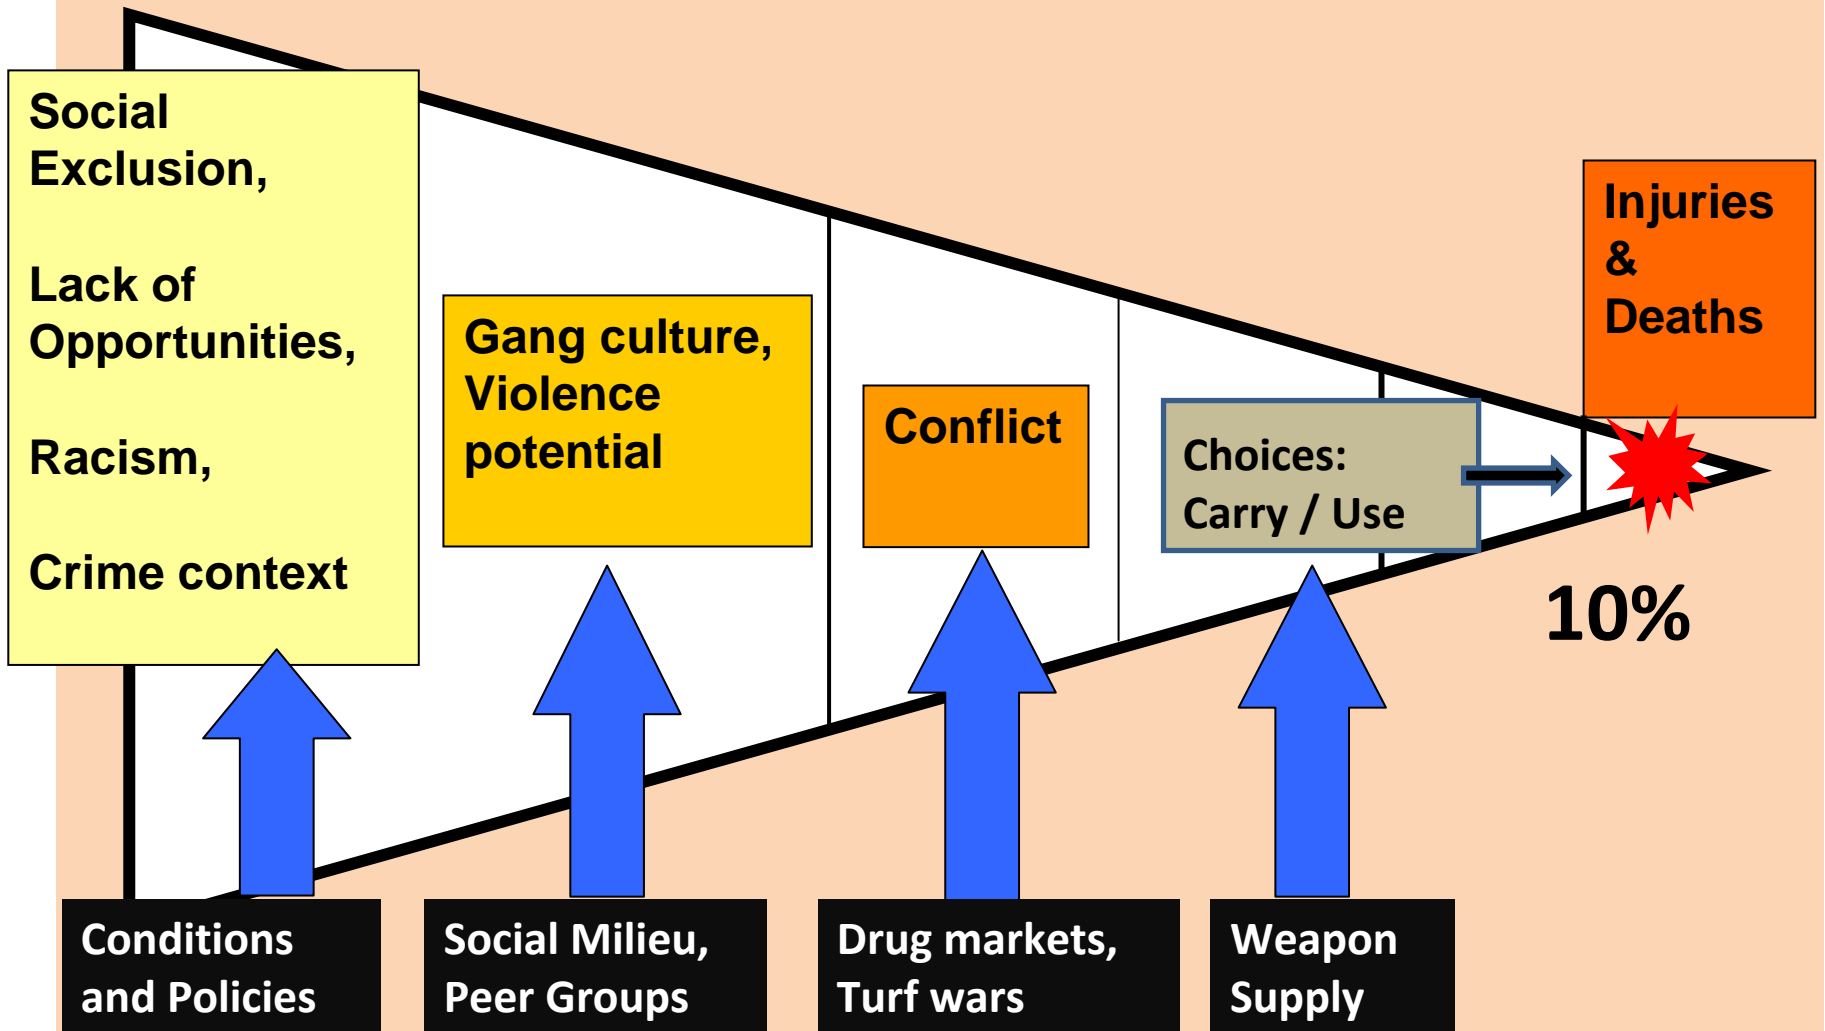 Social
Exclusion,
Lack of
Opportunities,
Racism,
Crime context
Gang culture,
Violence
potential
Conflict
Choices:
Carry / Use
Injuries
&
Deaths
10%
Conditions
and Policies
Social Milieu,
Peer Groups
Drug markets,
Turf wars
Weapon
Supply